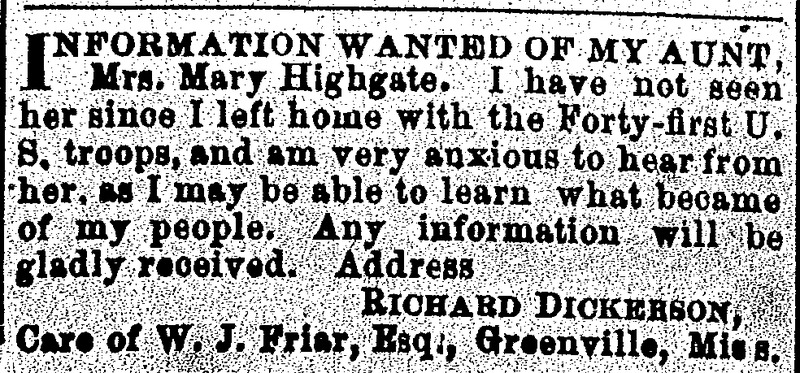 INFORMATION WANTED OF MY AUNT,
Mrs. Mary Highgate. I have not seen
her since I left home with the Forty-first U.
S. troops, and am very anxious to hear from
her, as I may be able to learn what became
of my people. Any information will be
gladly received. Address
RICHARD DICKERSON,
Care of W. J. Friar, Esq., Greenville, Miss.